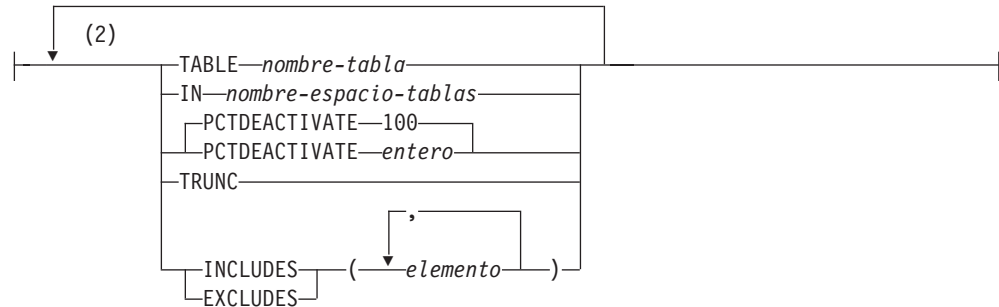 (2)
TABLE nombre-tabla
IN nombre-espacio-tablas
PCTDEACTIVATE 100
PCTDEACTIVATE entero
TRUNC
,
INCLUDES ( elemento )
EXCLUDES